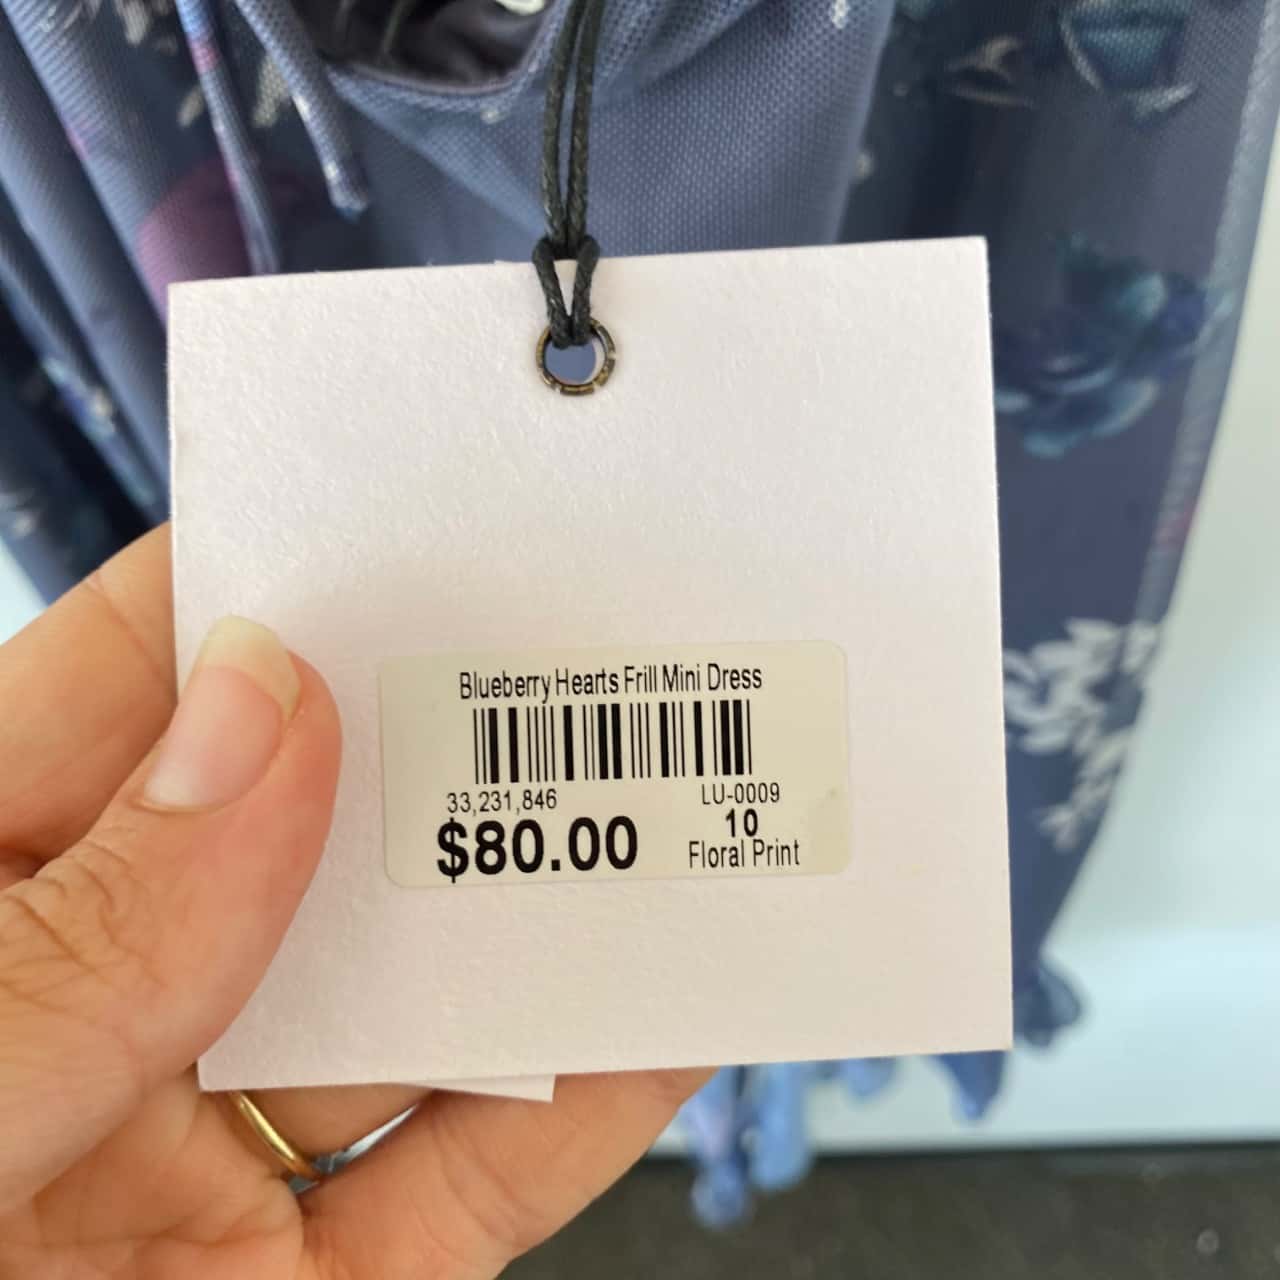 Blueberry Hearts Frill Mini Dress
33,231,846 LU-0009
$80.00 10
Floral Print